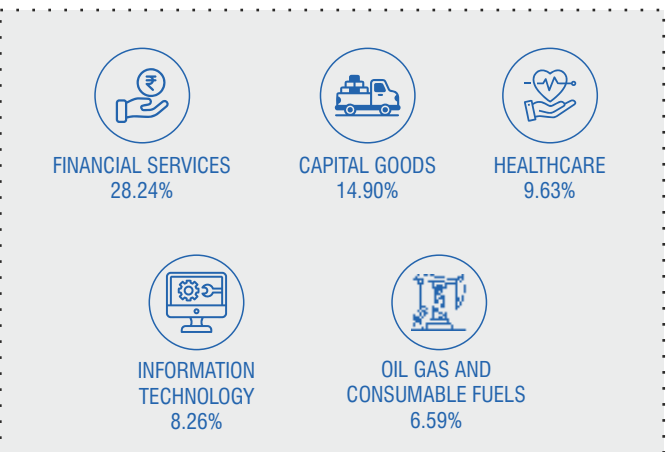 ₹
FINANCIAL SERVICES
28.24%
CAPITAL GOODS
14.90%
HEALTHCARE
9.63%
INFORMATION
TECHNOLOGY
8.26%
OIL GAS AND
CONSUMABLE FUELS
6.59%